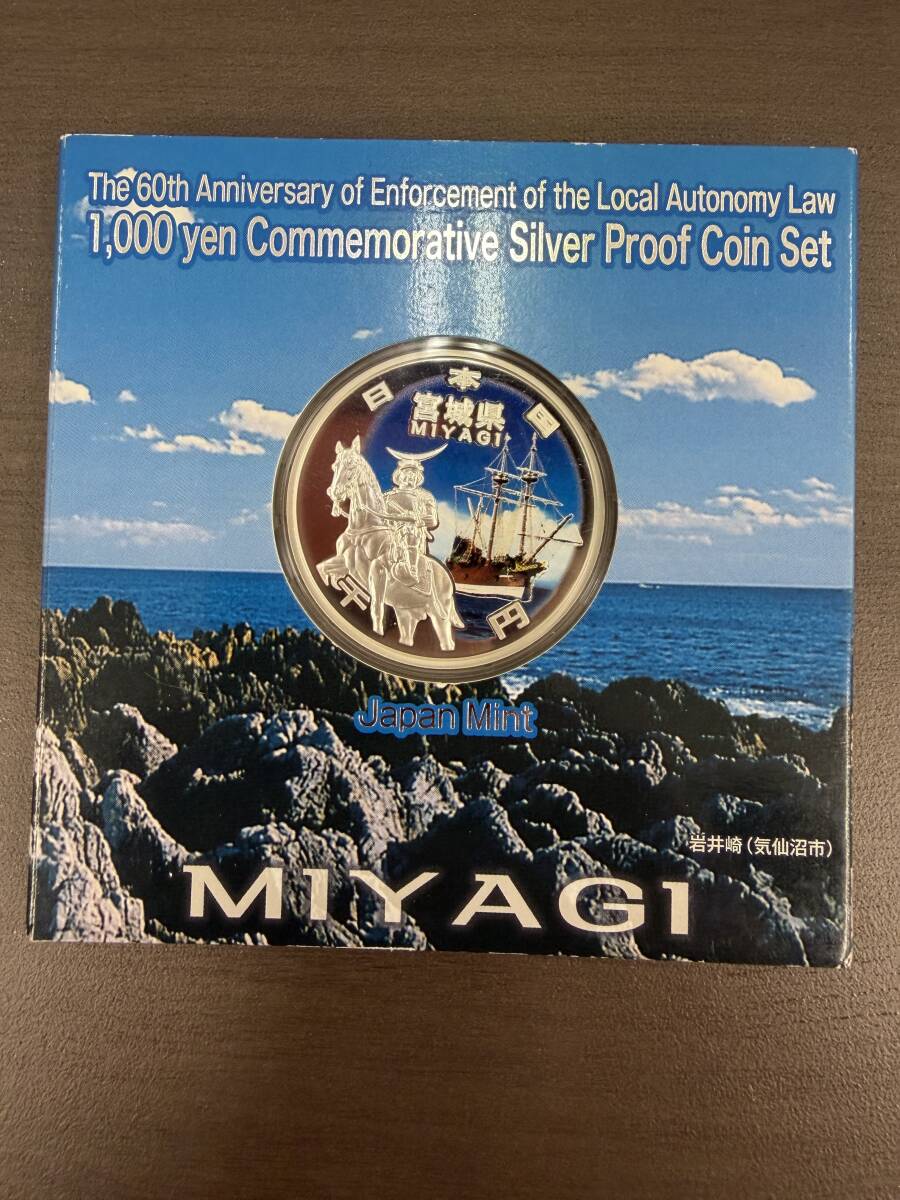 The 60th Anniversary of Enforcement of the Local Autonomy Law
1,000 yen Commemorative Silver Proof Coin Set
日本国
宮城県
MIYAGI
千円
Japan Mint
岩井崎(気仙沼市)
MIYAGI